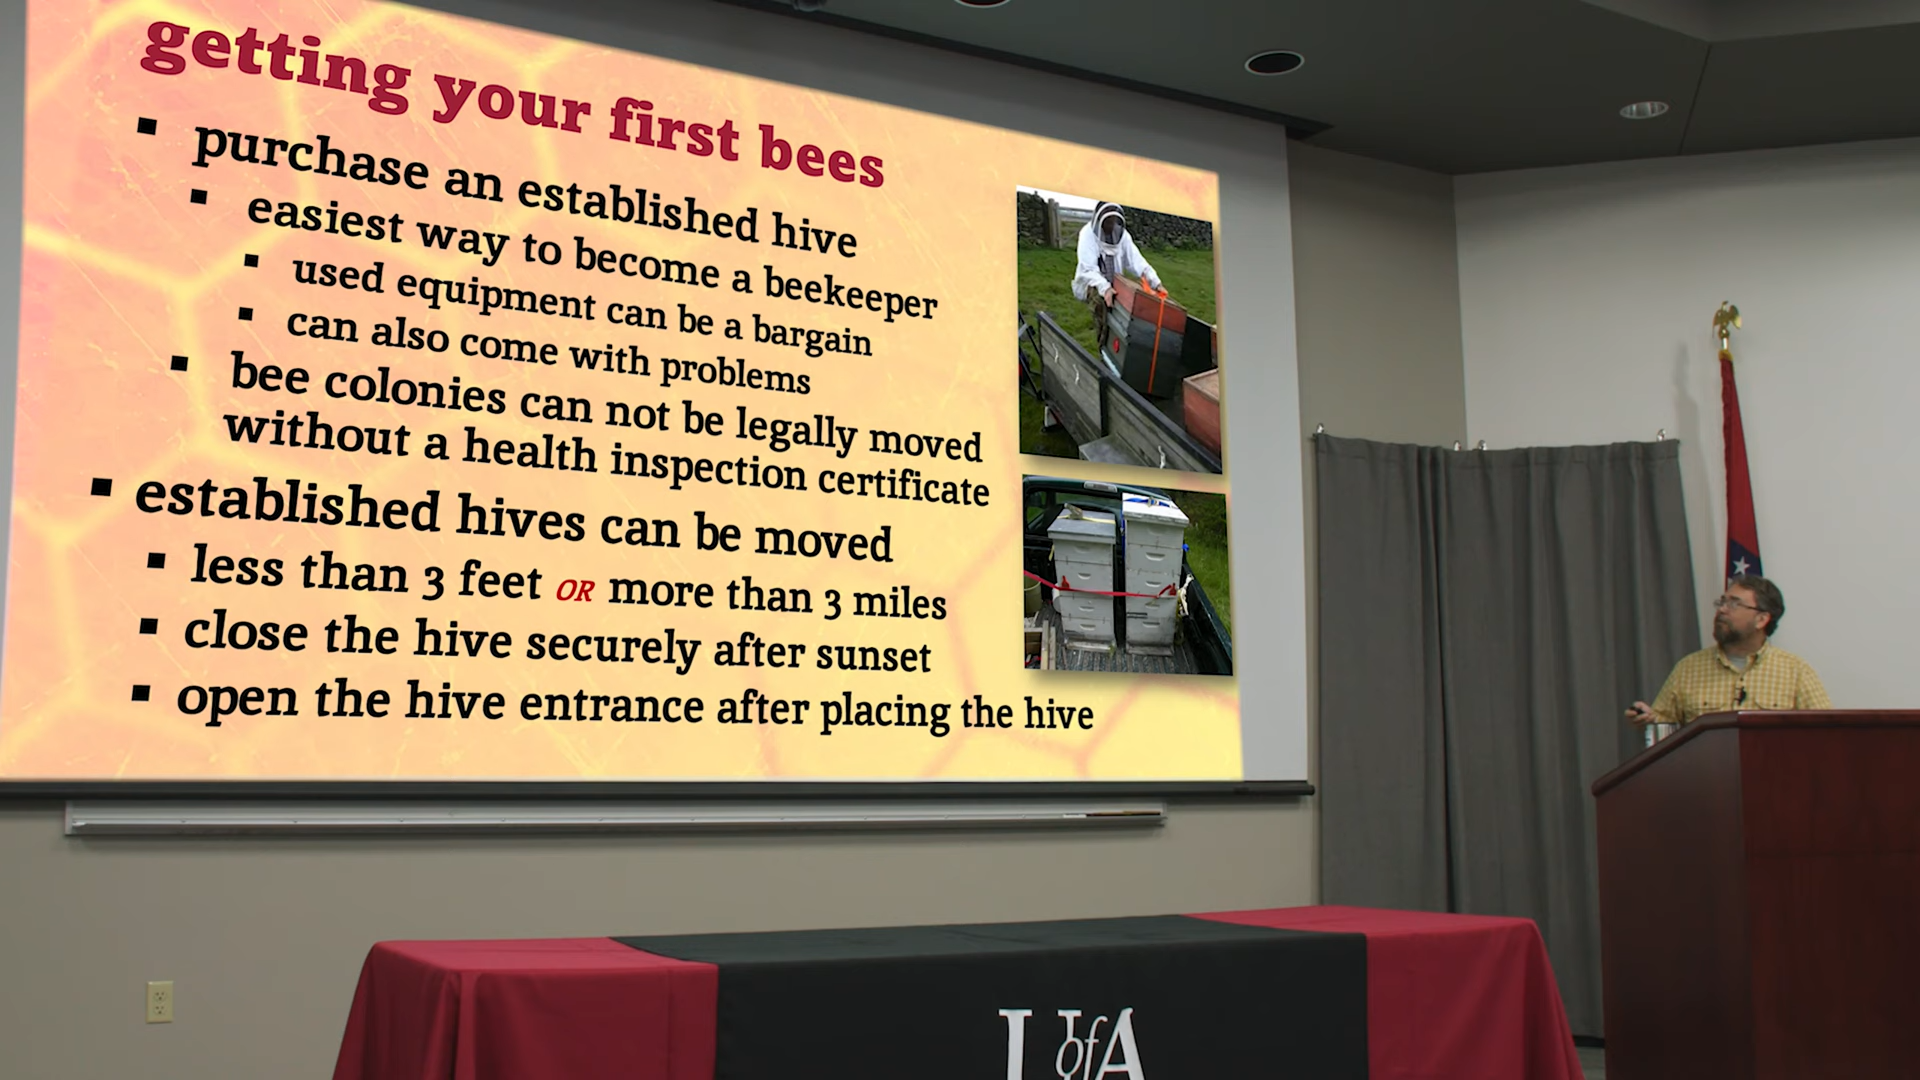 getting your first bees
▪ purchase an established hive
▪ easiest way to become a beekeeper
▪ used equipment can be a bargain
▪ can also come with problems
▪ bee colonies can not be legally moved
without a health inspection certificate
▪ established hives can be moved
▪ less than 3 feet OR more than 3 miles
▪ close the hive securely after sunset
▪ open the hive entrance after placing the hive
U of A